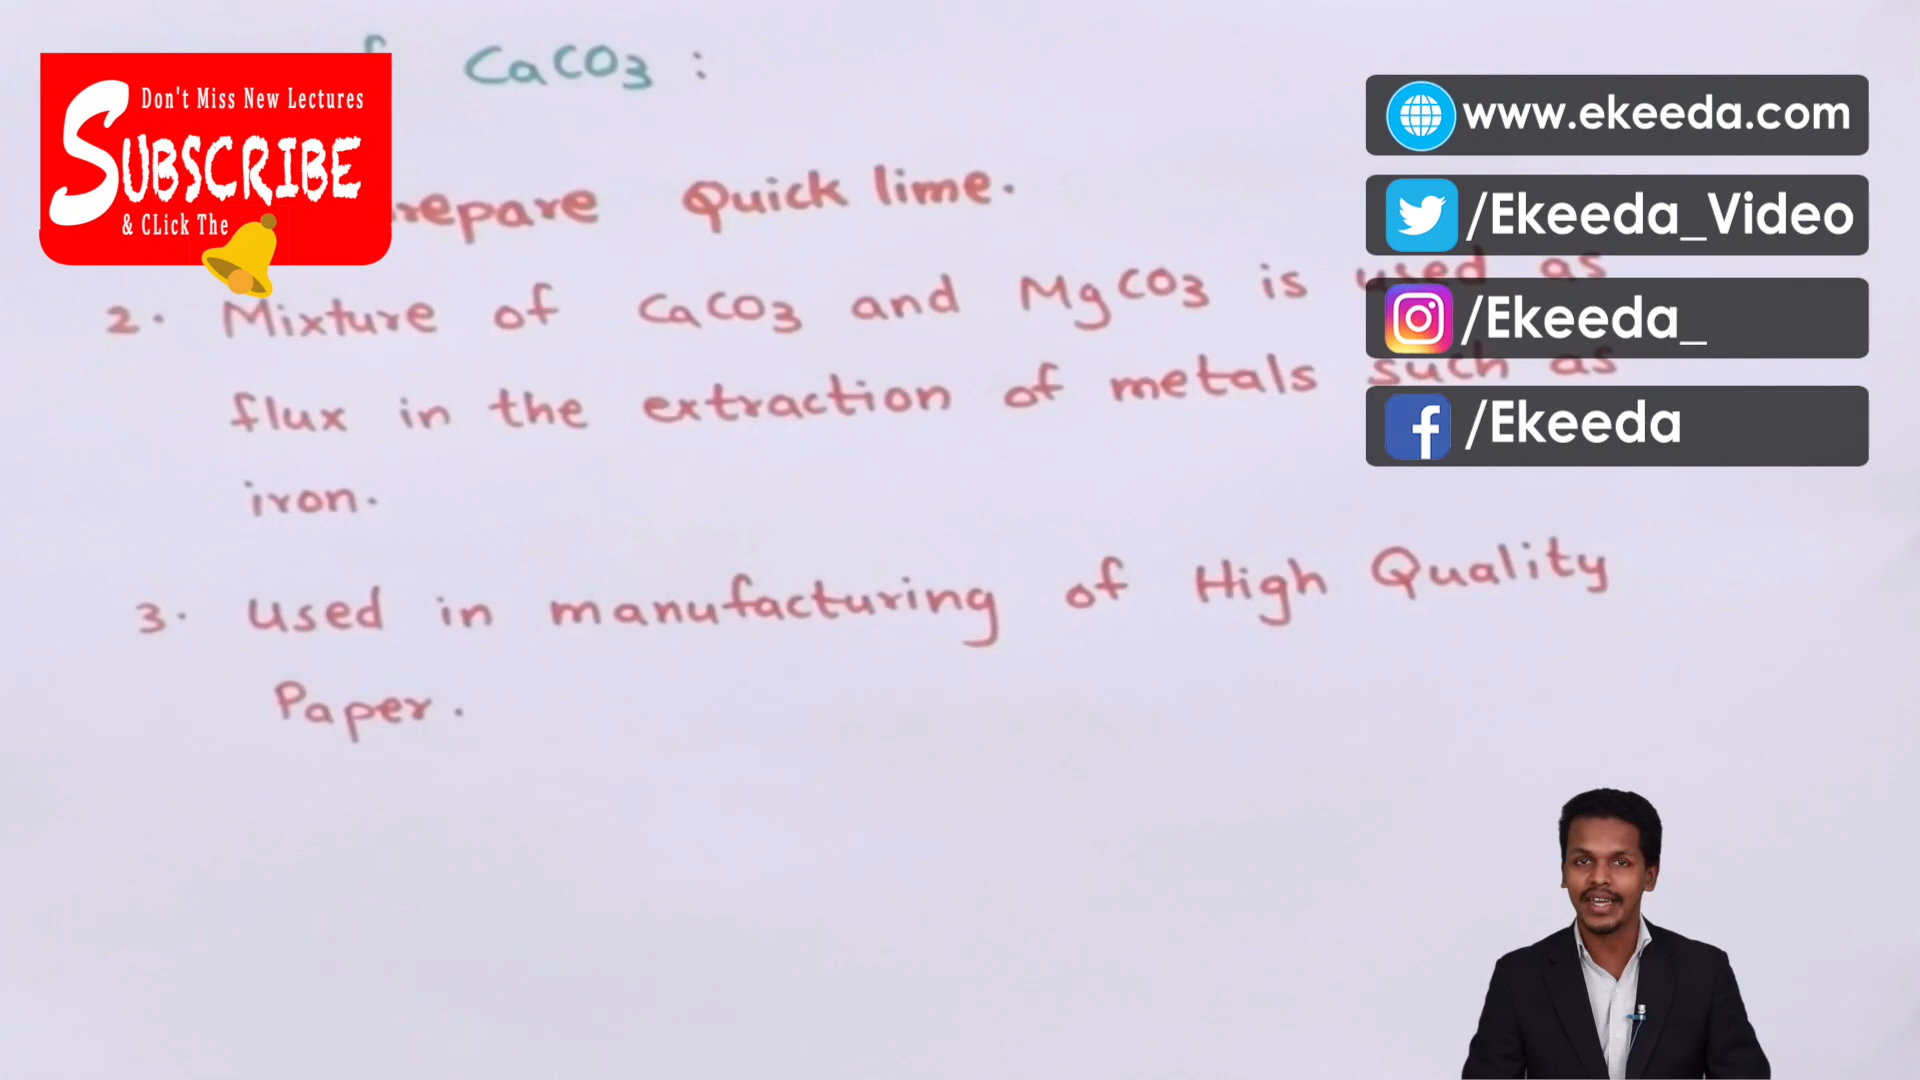 CaCO3 :
Don't Miss New Lectures
SUBSCRIBE
& CLick The
www.ekeeda.com
Quick lime.
/Ekeeda_Video
2. Mixture of CaCO3 and MgCO3 is used as
/Ekeeda_
flux in the extraction of metals such as
/Ekeeda
iron.
3. Used in manufacturing of High Quality
Paper.